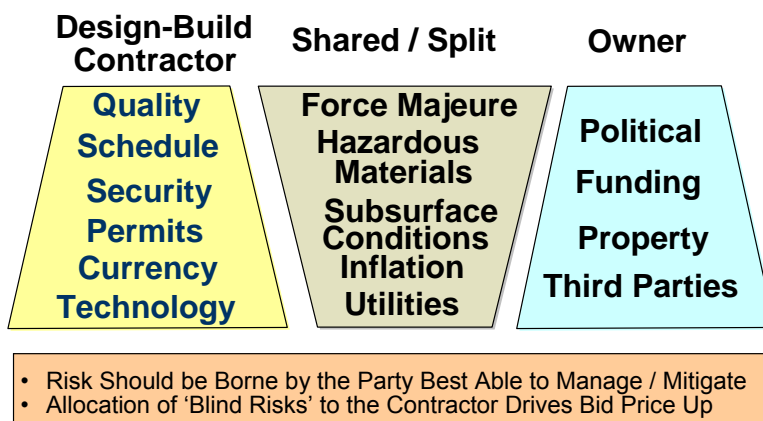 Design-Build
Contractor
Quality
Schedule
Security
Permits
Currency
Technology
Shared / Split
Force Majeure
Hazardous
Materials
Subsurface
Conditions
Inflation
Utilities
Owner
Political
Funding
Property
Third Parties
• Risk Should be Borne by the Party Best Able to Manage / Mitigate
• Allocation of ‘Blind Risks’ to the Contractor Drives Bid Price Up